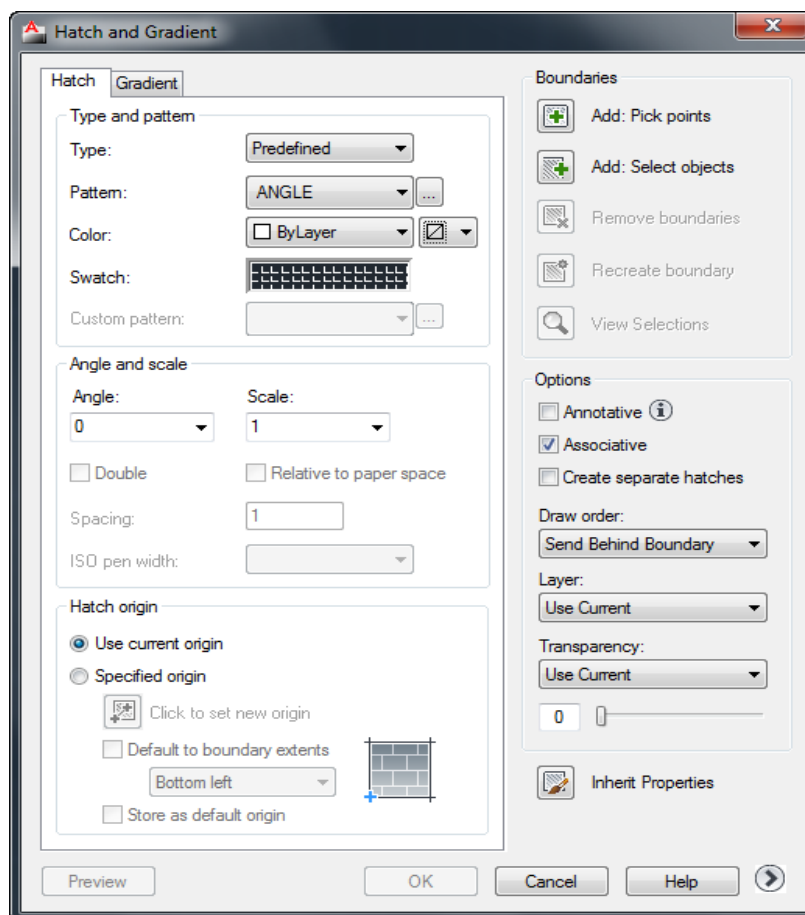 Hatch and Gradient
Hatch
Gradient
Type and pattern
Type:
Predefined
Pattern:
ANGLE
...
Color:
ByLayer
Swatch:
Custom pattern:
...
Angle and scale
Angle:
Scale:
0
1
Double
Relative to paper space
Spacing:
1
ISO pen width:
Hatch origin
Use current origin
Specified origin
Click to set new origin
Default to boundary extents
Bottom left
Store as default origin
Boundaries
Add: Pick points
Add: Select objects
Remove boundaries
Recreate boundary
View Selections
Options
Annotative
Associative
Create separate hatches
Draw order:
Send Behind Boundary
Layer:
Use Current
Transparency:
Use Current
0
Inherit Properties
Preview
OK
Cancel
Help